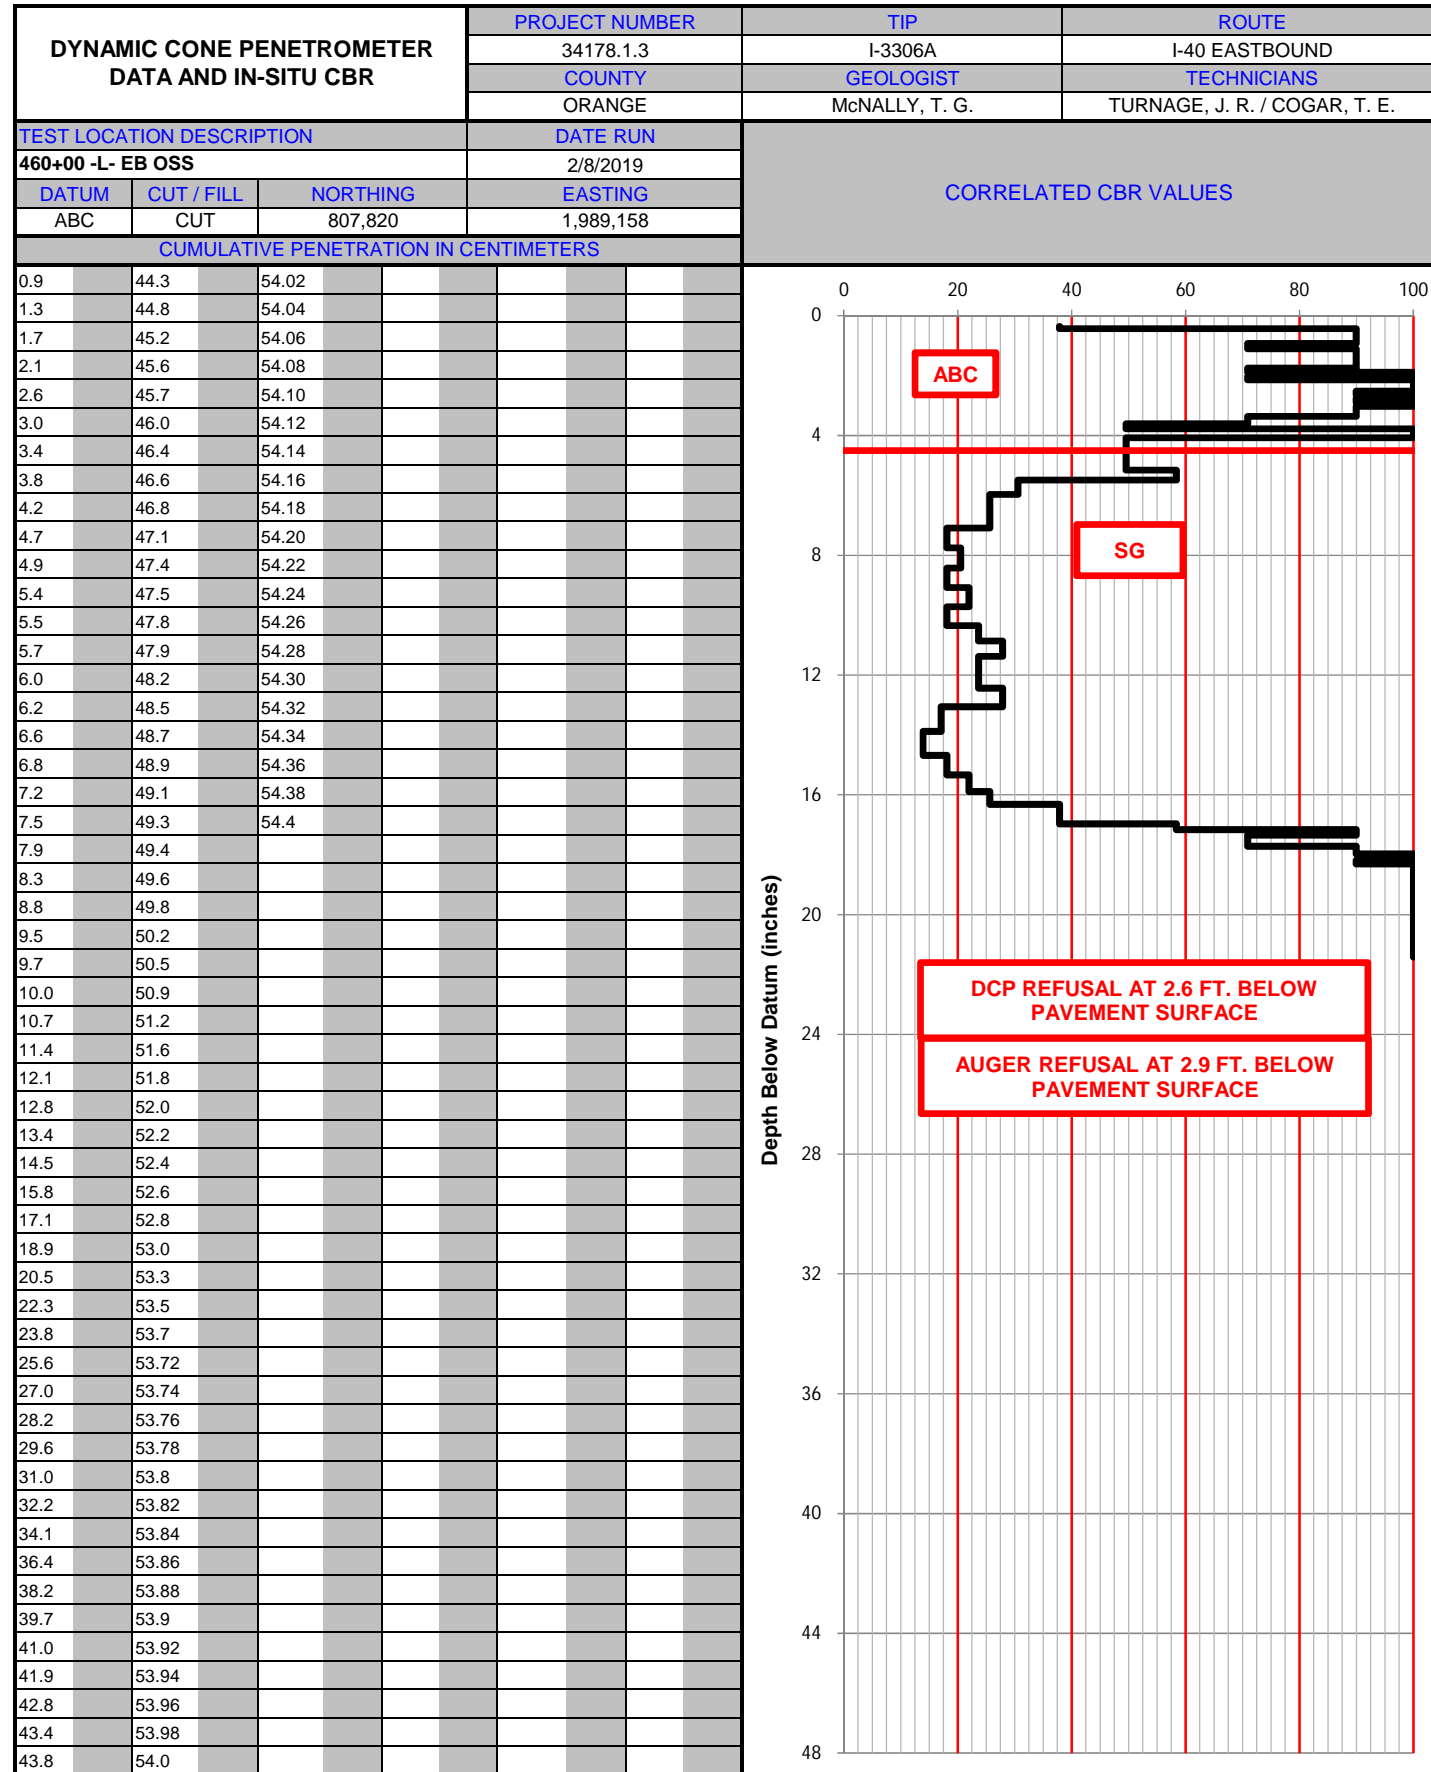 DYNAMIC CONE PENETROMETER
DATA AND IN-SITU CBR
PROJECT NUMBER TIP ROUTE
34178.1.3 I-3306A I-40 EASTBOUND
COUNTY GEOLOGIST TECHNICIANS
ORANGE McNALLY, T. G. TURNAGE, J. R. / COGAR, T. E.
TEST LOCATION DESCRIPTION DATE RUN
460+00 -L- EB OSS 2/8/2019
DATUM CUT / FILL NORTHING EASTING
ABC CUT 807,820 1,989,158
CUMULATIVE PENETRATION IN CENTIMETERS
CORRELATED CBR VALUES
0.9 44.3 54.02
1.3 44.8 54.04
1.7 45.2 54.06
2.1 45.6 54.08
2.6 45.7 54.10
3.0 46.0 54.12
3.4 46.4 54.14
3.8 46.6 54.16
4.2 46.8 54.18
4.7 47.1 54.20
4.9 47.4 54.22
5.4 47.5 54.24
5.5 47.8 54.26
5.7 47.9 54.28
6.0 48.2 54.30
6.2 48.5 54.32
6.6 48.7 54.34
6.8 48.9 54.36
7.2 49.1 54.38
7.5 49.3 54.4
7.9 49.4
8.3 49.6
8.8 49.8
9.5 50.2
9.7 50.5
10.0 50.9
10.7 51.2
11.4 51.6
12.1 51.8
12.8 52.0
13.4 52.2
14.5 52.4
15.8 52.6
17.1 52.8
18.9 53.0
20.5 53.3
22.3 53.5
23.8 53.7
25.6 53.72
27.0 53.74
28.2 53.76
29.6 53.78
31.0 53.8
32.2 53.82
34.1 53.84
36.4 53.86
38.2 53.88
39.7 53.9
41.0 53.92
41.9 53.94
42.8 53.96
43.4 53.98
43.8 54.0
0 20 40 60 80 100
0
4
8
12
16
20
24
28
32
36
40
44
48
Depth Below Datum (inches)
ABC
SG
DCP REFUSAL AT 2.6 FT. BELOW
PAVEMENT SURFACE
AUGER REFUSAL AT 2.9 FT. BELOW
PAVEMENT SURFACE